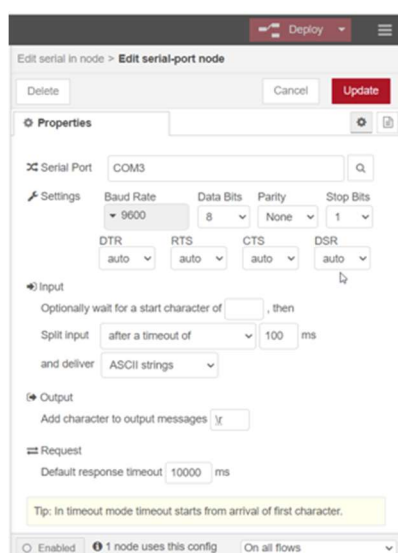 Deploy
Edit serial in node > Edit serial-port node
Delete Cancel Update
Properties
Serial Port COM3
Settings Baud Rate Data Bits Parity Stop Bits
9600 8 None 1
DTR RTS CTS DSR
auto auto auto auto
Input
Optionally wait for a start character of , then
Split input after a timeout of 100 ms
and deliver ASCII strings
Output
Add character to output messages \r
Request
Default response timeout 10000 ms
Tip: In timeout mode timeout starts from arrival of first character.
Enabled 1 node uses this config On all flows